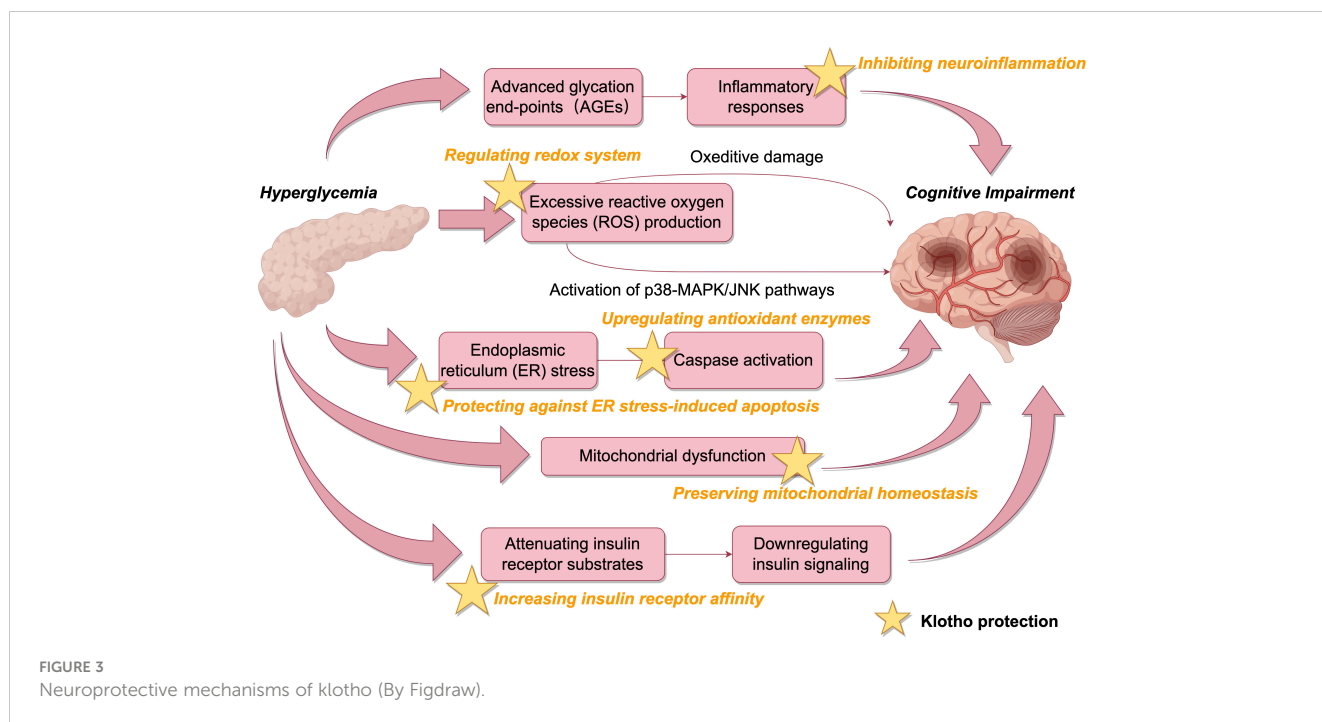 Inhibiting neuroinflammation
Advanced glycation
end-points（AGEs）
Inflammatory
responses
Regulating redox system
Oxeditive damage
Hyperglycemia
Cognitive Impairment
Excessive reactive oxygen
species (ROS) production
Activation of p38-MAPK/JNK pathways
Upregulating antioxidant enzymes
Endoplasmic
reticulum (ER) stress
Caspase activation
Protecting against ER stress-induced apoptosis
Mitochondrial dysfunction
Preserving mitochondrial homeostasis
Attenuating insulin
receptor substrates
Downregulating
insulin signaling
Increasing insulin receptor affinity
Klotho protection
FIGURE 3
Neuroprotective mechanisms of klotho (By Figdraw).